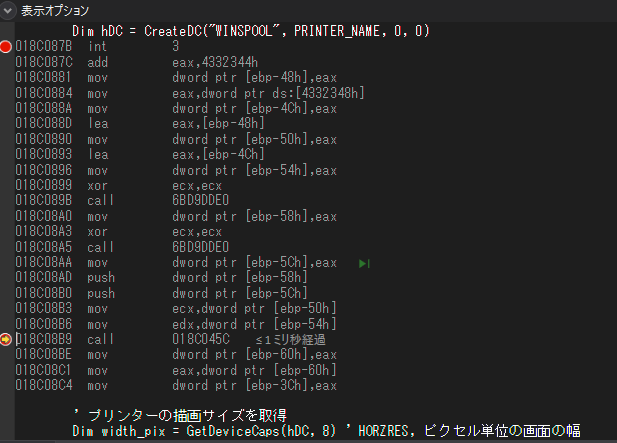 表示オプション
Dim hDC = CreateDC("WINSPOOL", PRINTER_NAME, 0, 0)
018C087B int 3
018C087C add eax,4332344h
018C0881 mov dword ptr [ebp-48h],eax
018C0884 mov eax,dword ptr ds:[4332348h]
018C088A mov dword ptr [ebp-4Ch],eax
018C088D lea eax,[ebp-48h]
018C0890 mov dword ptr [ebp-50h],eax
018C0893 lea eax,[ebp-4Ch]
018C0896 mov dword ptr [ebp-54h],eax
018C0899 xor ecx,ecx
018C089B call 6BD9DDE0
018C08A0 mov dword ptr [ebp-58h],eax
018C08A3 xor ecx,ecx
018C08A5 call 6BD9DDE0
018C08AA mov dword ptr [ebp-5Ch],eax
018C08AD push dword ptr [ebp-58h]
018C08B0 push dword ptr [ebp-5Ch]
018C08B3 mov ecx,dword ptr [ebp-50h]
018C08B6 mov edx,dword ptr [ebp-54h]
018C08B9 call 018C045C ≤1ミリ秒経過
018C08BE mov dword ptr [ebp-60h],eax
018C08C1 mov eax,dword ptr [ebp-60h]
018C08C4 mov dword ptr [ebp-3Ch],eax
' プリンターの描画サイズを取得
Dim width_pix = GetDeviceCaps(hDC, 8) ' HORZRES, ピクセル単位の画面の幅